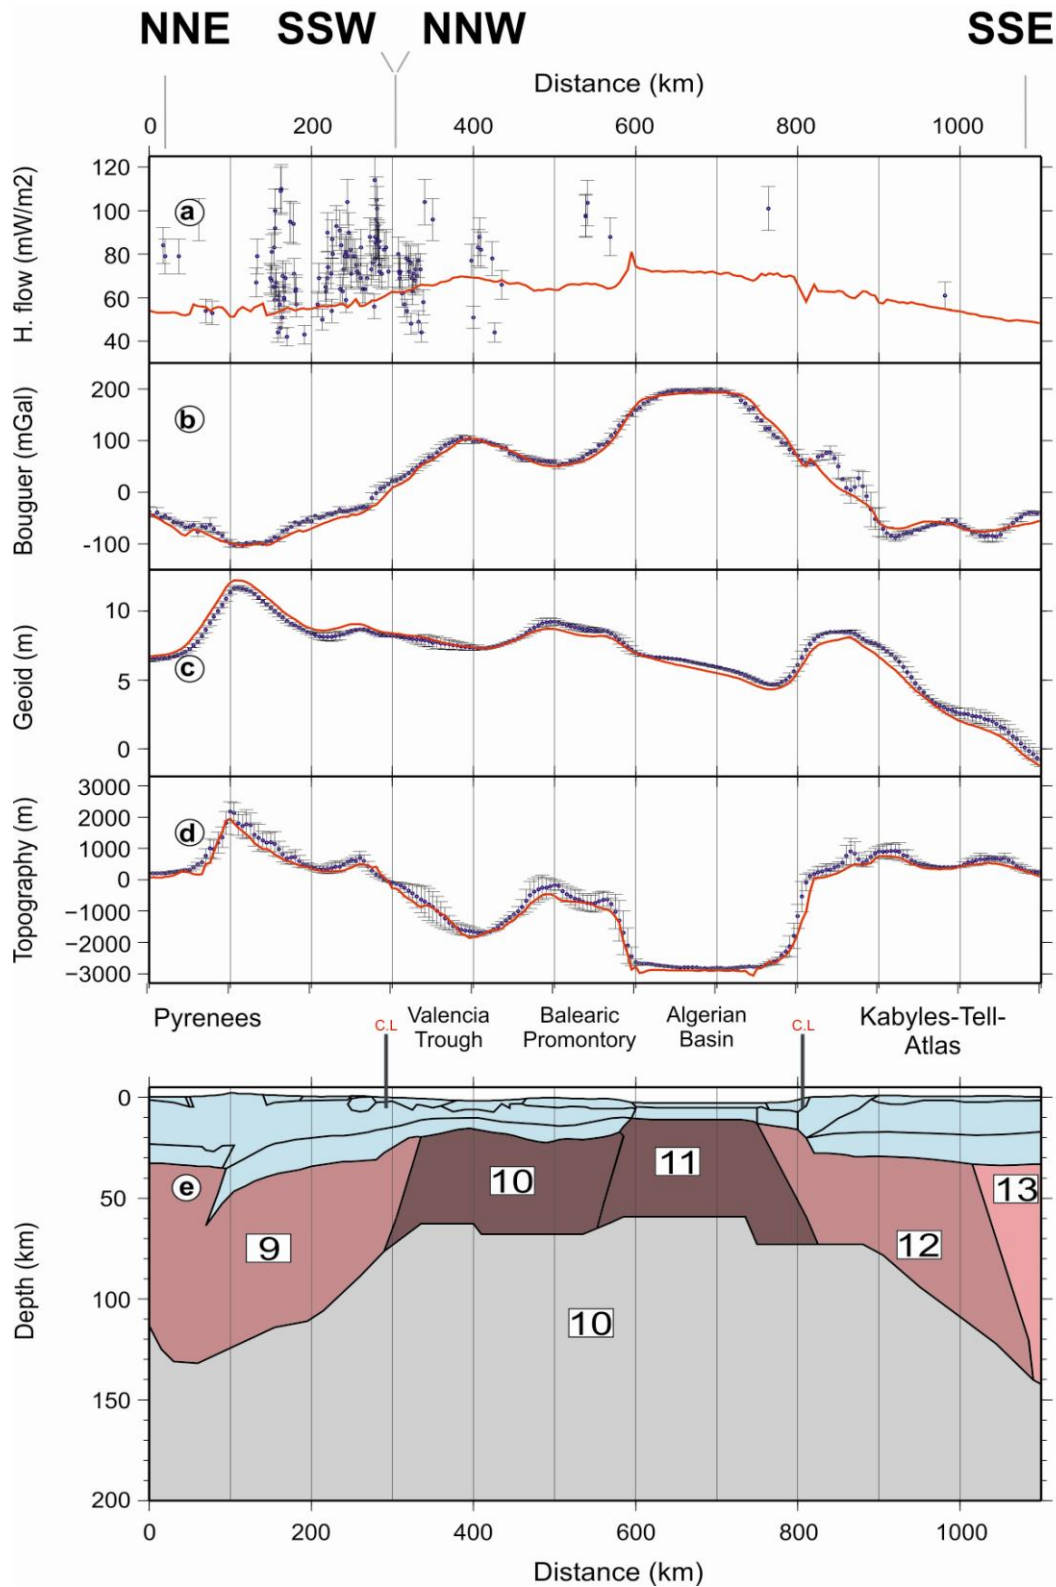 NNE SSW NNW SSE
Distance (km)
0 200 400 600 800 1000
H. flow (mW/m2)
120
100
80
60
40
a
Bouguer (mGal)
200
100
0
-100
b
Geoid (m)
10
5
0
c
Topography (m)
3000
2000
1000
0
−1000
−2000
−3000
d
Pyrenees C.L Valencia Balearic Algerian C.L Kabyles-Tell-
Trough Promontory Basin Atlas
Depth (km)
0
50
100
150
200
e
9
10
11
12
13
10
0 200 400 600 800 1000
Distance (km)